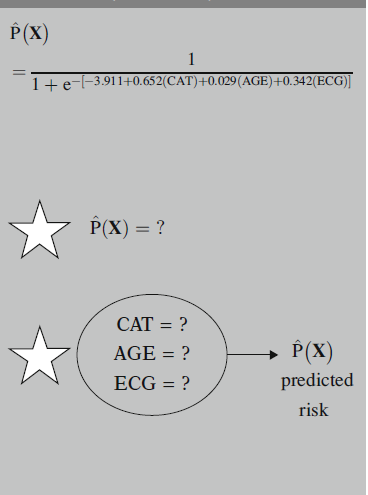 P̂(X)
= 1
1 + e^−[−3.911+0.652(CAT)+0.029(AGE)+0.342(ECG)]
P̂(X) = ?
CAT = ?
AGE = ?
ECG = ?
P̂(X)
predicted
risk